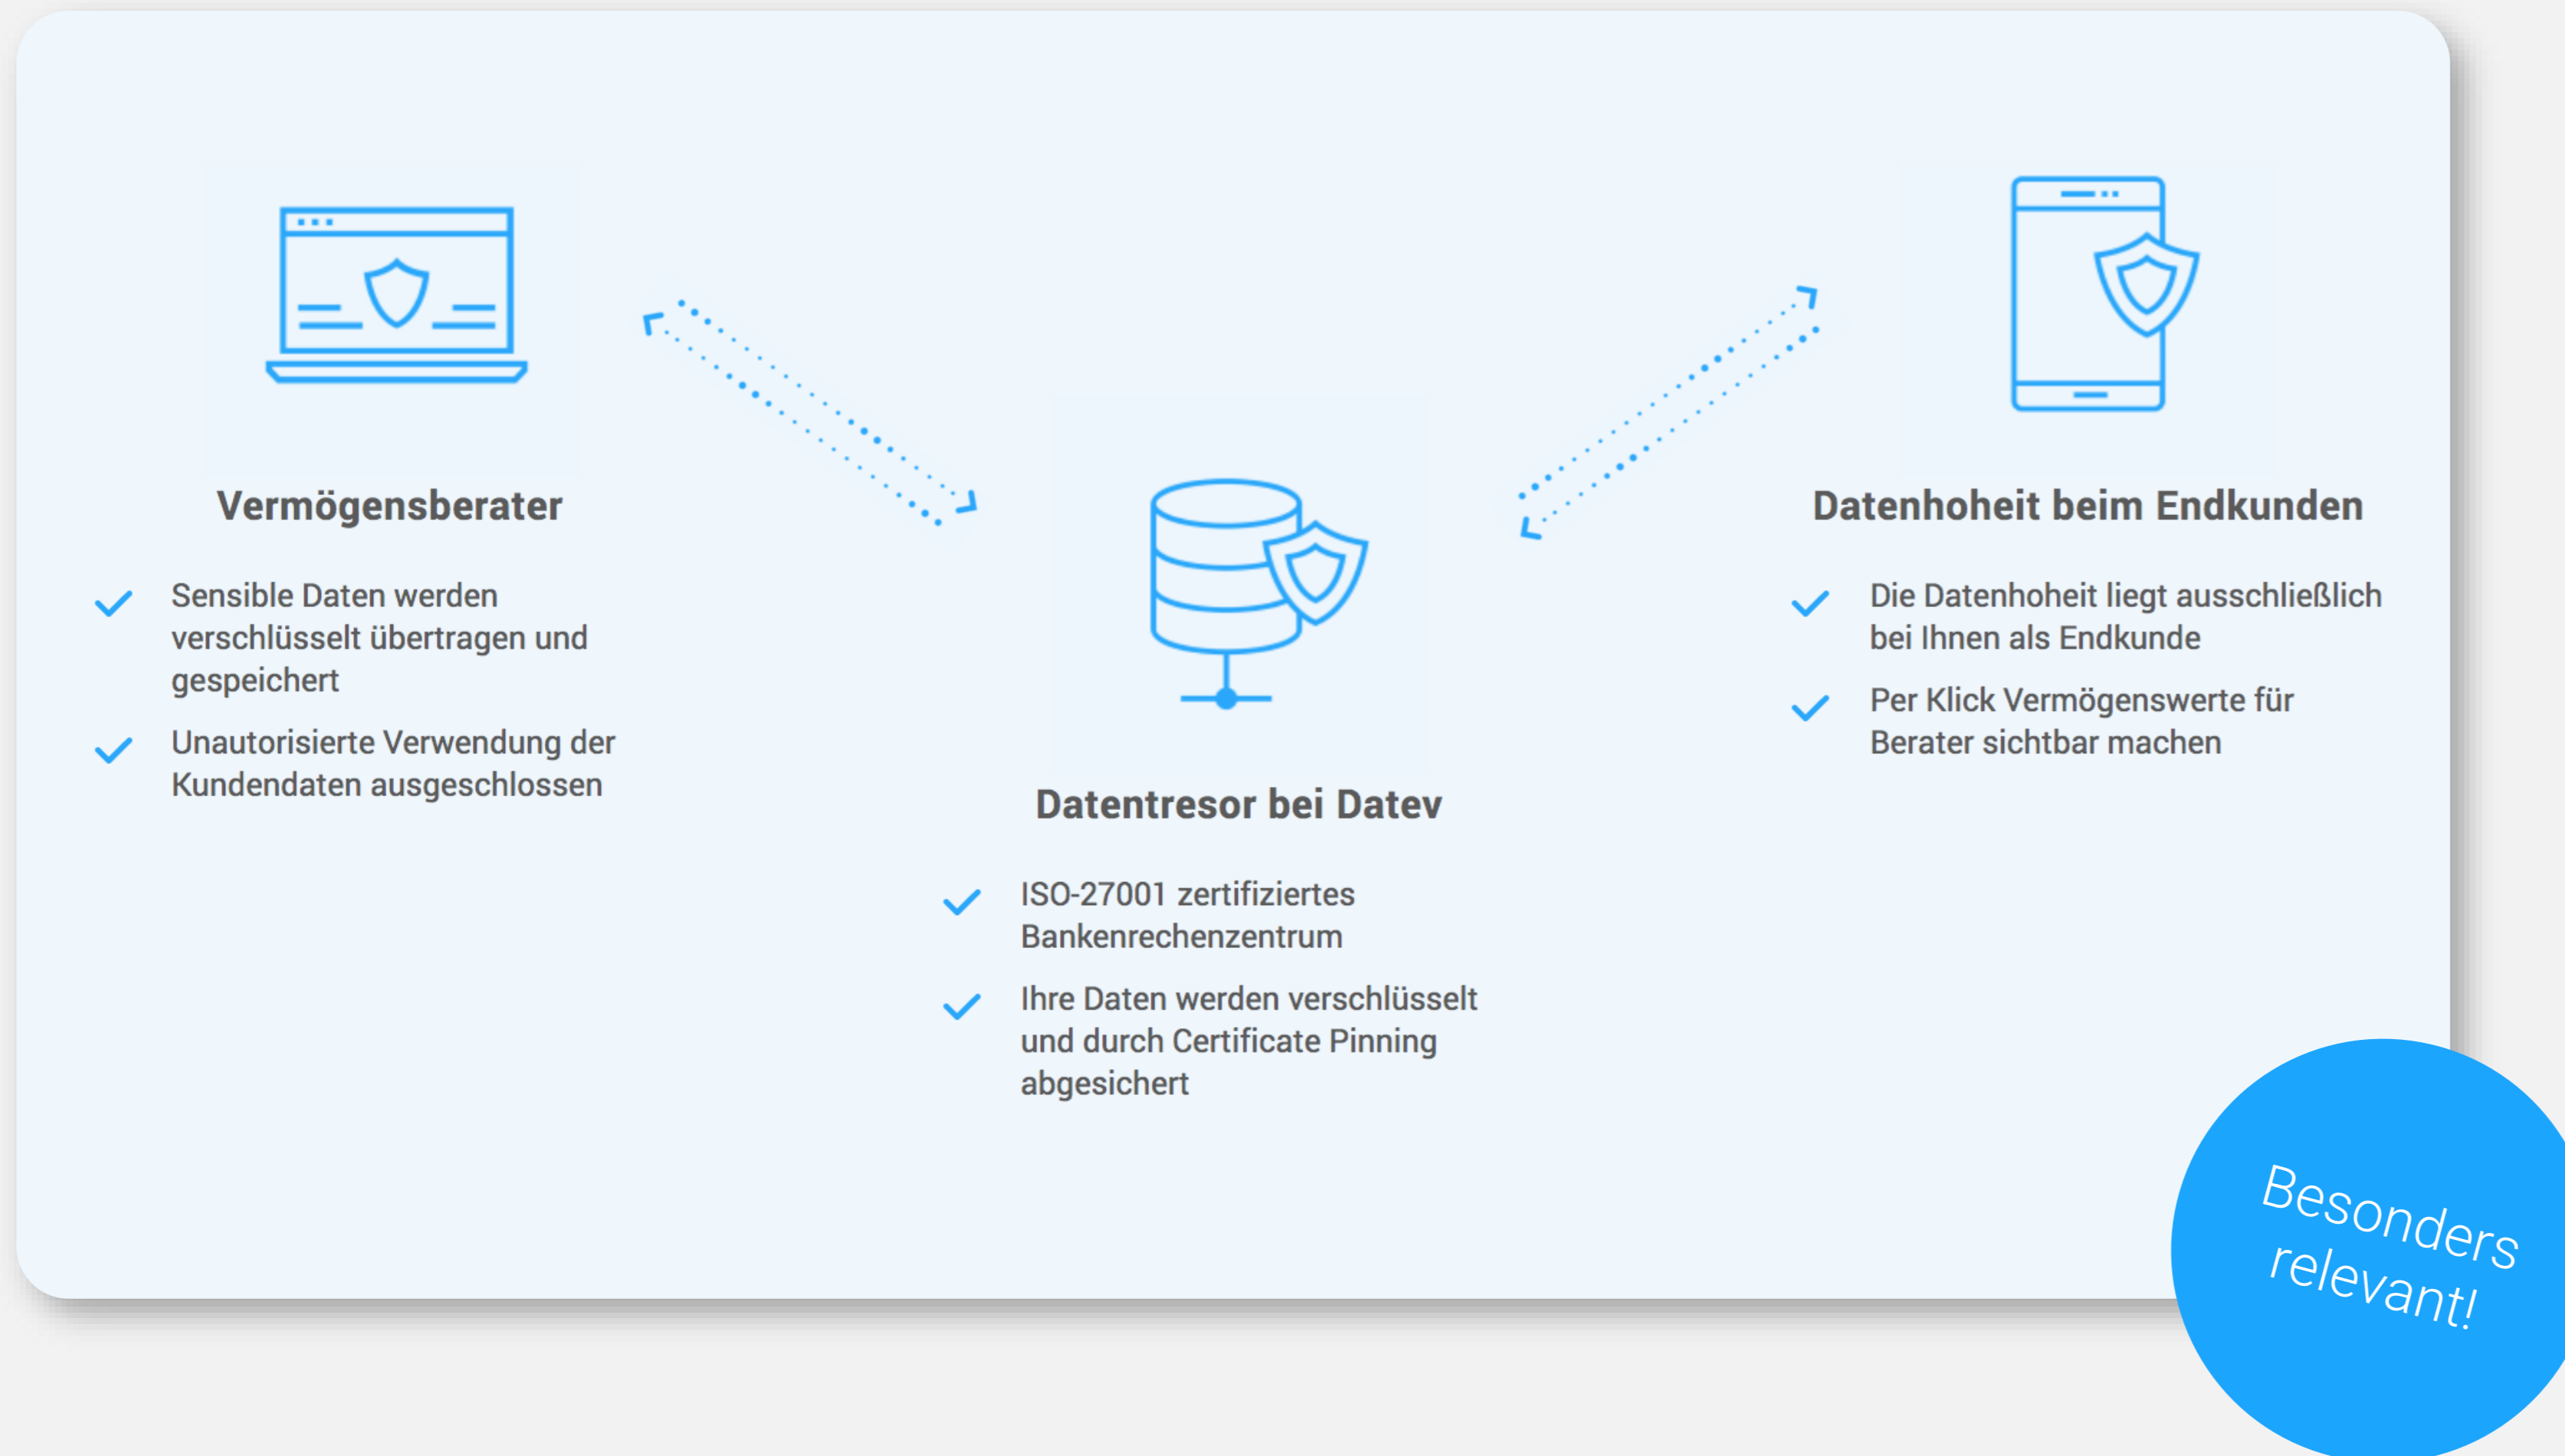 Vermögensberater
Sensible Daten werden
verschlüsselt übertragen und
gespeichert
Unautorisierte Verwendung der
Kundendaten ausgeschlossen
Datentresor bei Datev
ISO-27001 zertifiziertes
Bankenrechenzentrum
Ihre Daten werden verschlüsselt
und durch Certificate Pinning
abgesichert
Datenhoheit beim Endkunden
Die Datenhoheit liegt ausschließlich
bei Ihnen als Endkunde
Per Klick Vermögenswerte für
Berater sichtbar machen
Besonders
relevant!